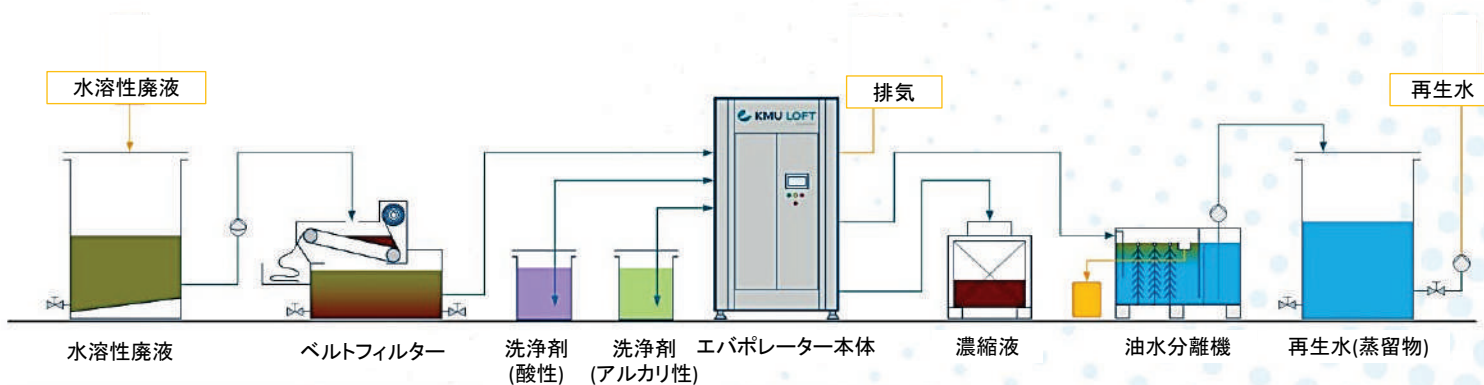 水溶性廃液
排気
再生水
KMU LOFT
水溶性廃液
ベルトフィルター
洗浄剤
(酸性)
洗浄剤
(アルカリ性)
エバポレーター本体
濃縮液
油水分離機
再生水(蒸留物)